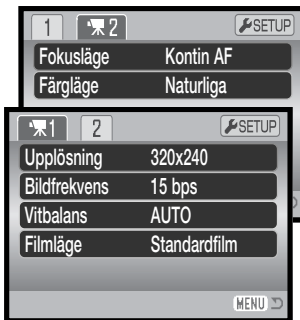 1 2 SETUP
Fokusläge Kontin AF
Färgläge Naturliga
1 2 SETUP
Upplösning 320x240
Bildfrekvens 15 bps
Vitbalans AUTO
Filmläge Standardfilm
MENU